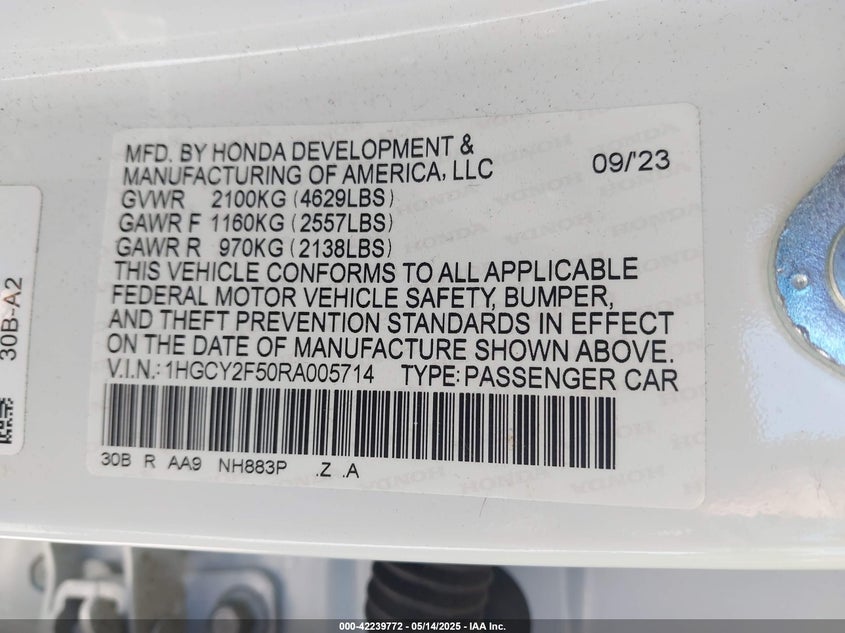 MFD. BY HONDA DEVELOPMENT &
MANUFACTURING OF AMERICA, LLC 09/'23
GVWR 2100KG (4629LBS)
GAWR F 1160KG (2557LBS)
GAWR R 970KG (2138LBS)
THIS VEHICLE CONFORMS TO ALL APPLICABLE
FEDERAL MOTOR VEHICLE SAFETY, BUMPER,
AND THEFT PREVENTION STANDARDS IN EFFECT
ON THE DATE OF MANUFACTURE SHOWN ABOVE.
V.I.N.: 1HGCY2F50RA005714 TYPE: PASSENGER CAR
30B R AA9 NH883P .Z .A
30B-A2
000-42239772 — 05/14/2025 — IAA Inc.